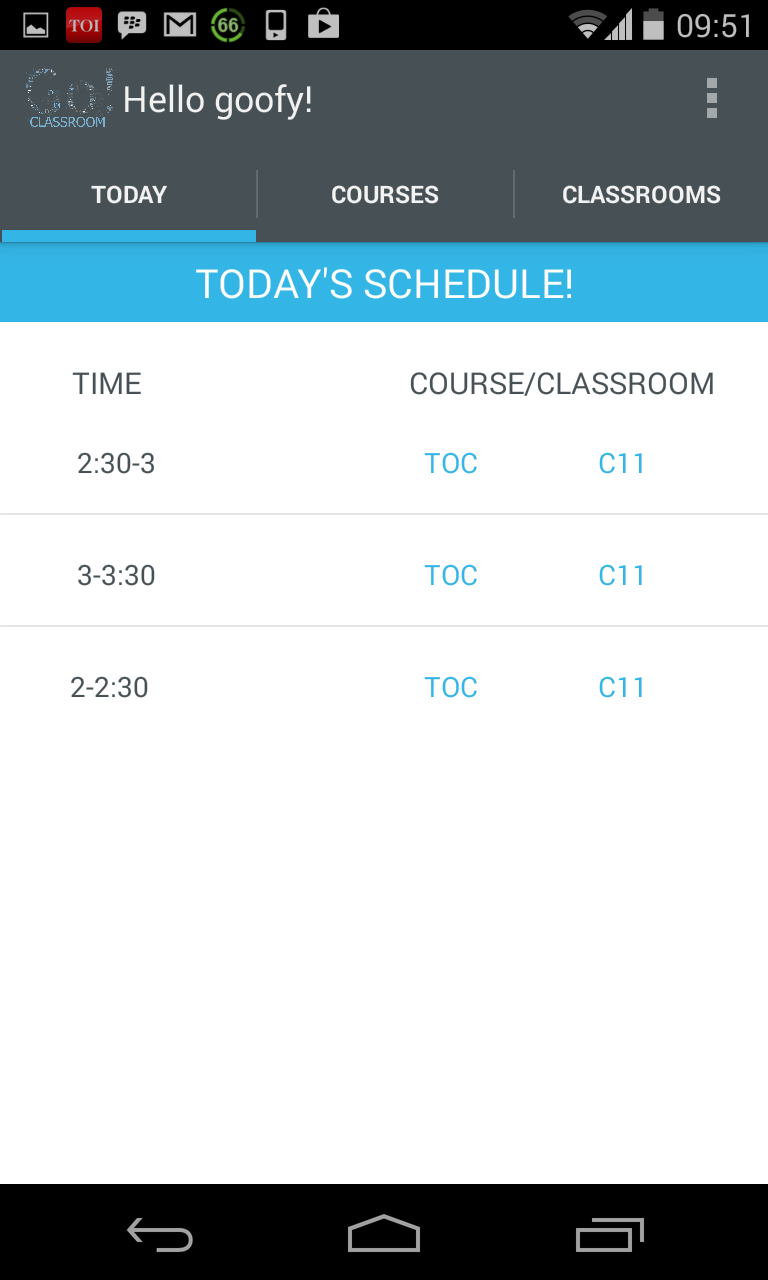 TOI 66 09:51
Go! CLASSROOM Hello goofy!
TODAY COURSES CLASSROOMS
TODAY'S SCHEDULE!
TIME COURSE/CLASSROOM
2:30-3 TOC C11
3-3:30 TOC C11
2-2:30 TOC C11